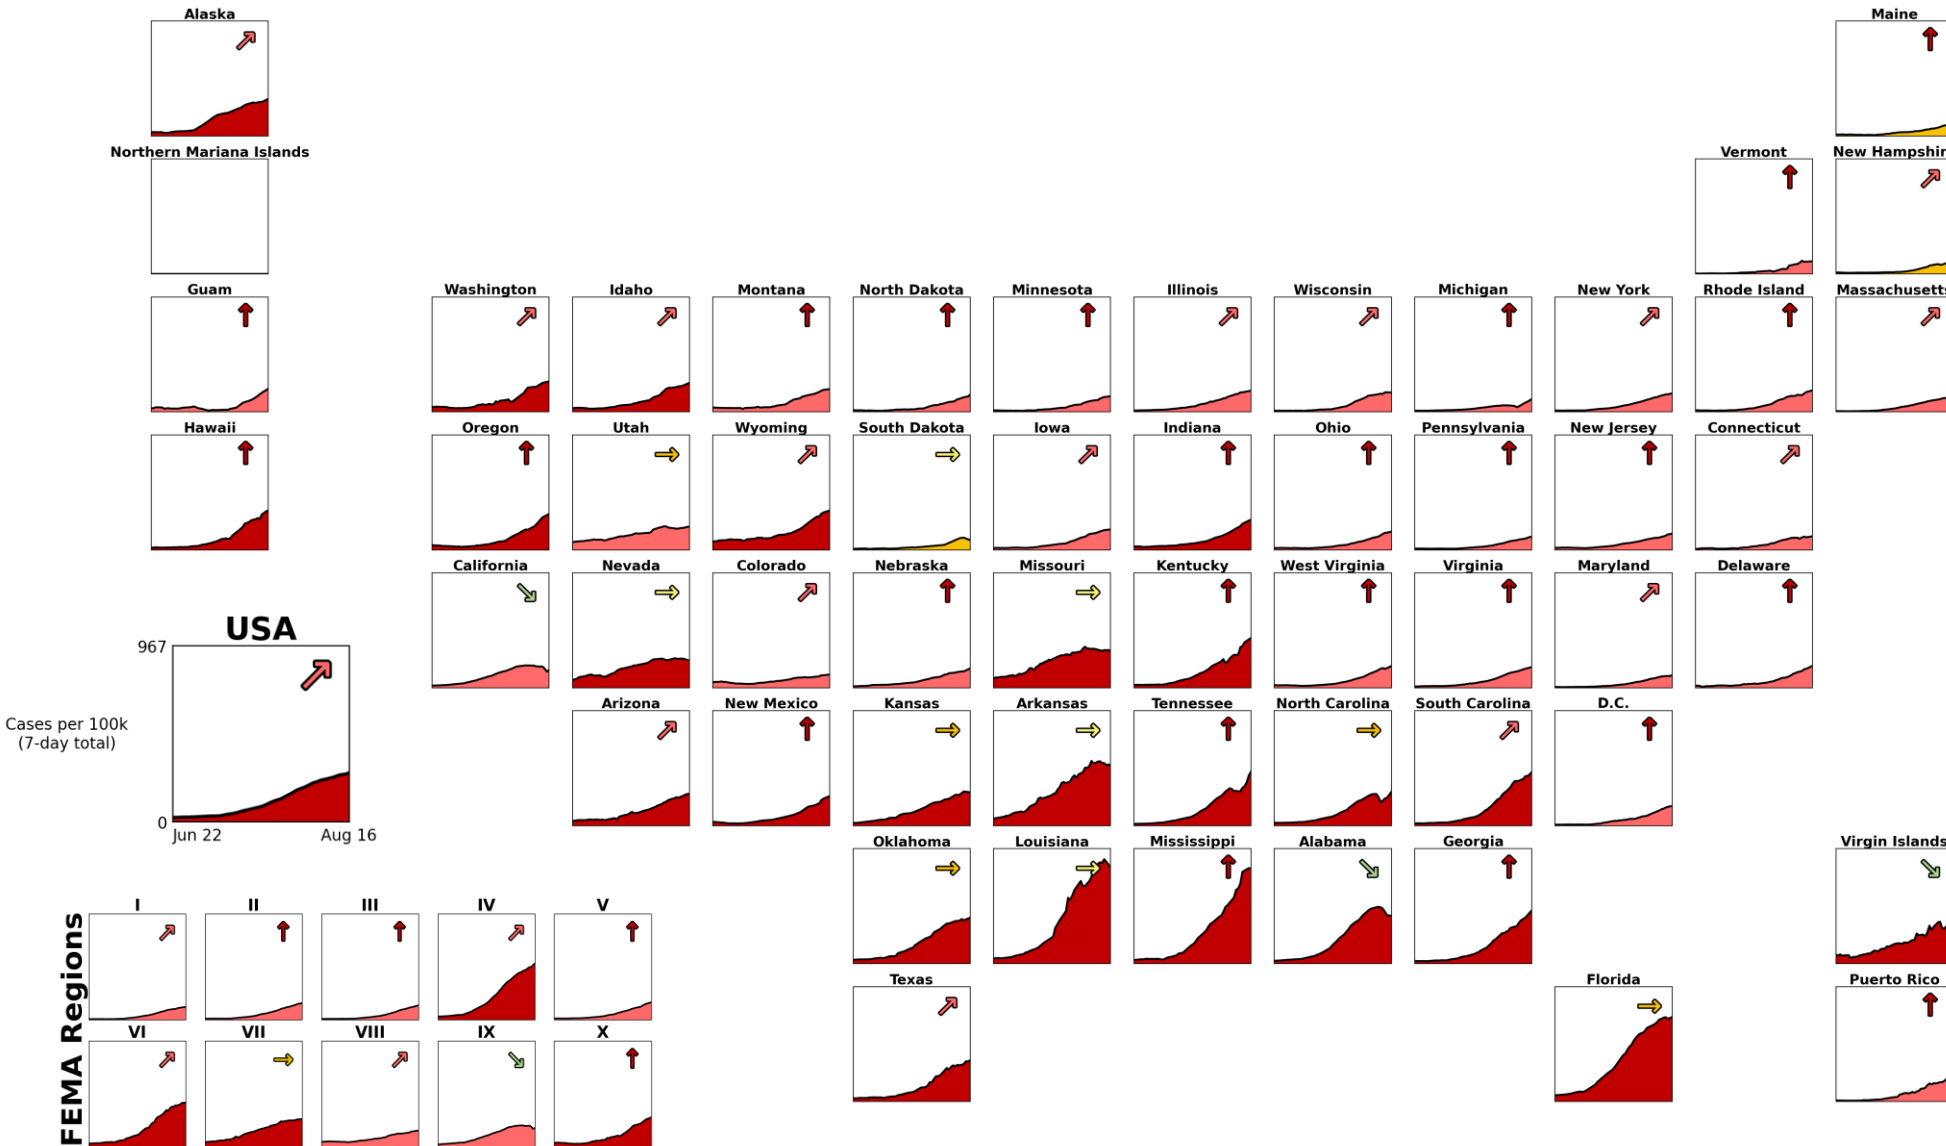 Alaska
Maine
Northern Mariana Islands
Vermont
New Hampshir
Guam
Washington
Idaho
Montana
North Dakota
Minnesota
Illinois
Wisconsin
Michigan
New York
Rhode Island
Massachusetts
Hawaii
Oregon
Utah
Wyoming
South Dakota
Iowa
Indiana
Ohio
Pennsylvania
New Jersey
Connecticut
California
Nevada
Colorado
Nebraska
Missouri
Kentucky
West Virginia
Virginia
Maryland
Delaware
USA
967
Cases per 100k
(7-day total)
0
Jun 22
Aug 16
Arizona
New Mexico
Kansas
Arkansas
Tennessee
North Carolina
South Carolina
D.C.
Oklahoma
Louisiana
Mississippi
Alabama
Georgia
Virgin Islands
Texas
Florida
Puerto Rico
FEMA Regions
I
II
III
IV
V
VI
VII
VIII
IX
X